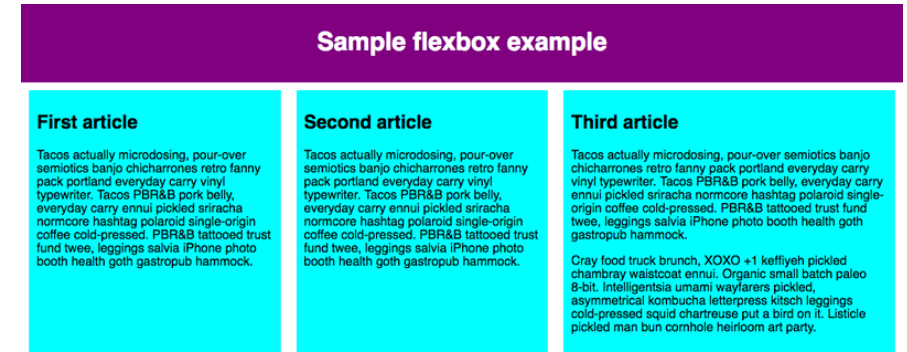 Sample flexbox example
First article
Tacos actually microdosing, pour-over
semiotics banjo chicharrones retro fanny
pack portland everyday carry vinyl
typewriter. Tacos PBR&B pork belly,
everyday carry ennui pickled sriracha
normcore hashtag polaroid single-origin
coffee cold-pressed. PBR&B tattooed trust
fund twee, leggings salvia iPhone photo
booth health goth gastropub hammock.
Second article
Tacos actually microdosing, pour-over
semiotics banjo chicharrones retro fanny
pack portland everyday carry vinyl
typewriter. Tacos PBR&B pork belly,
everyday carry ennui pickled sriracha
normcore hashtag polaroid single-origin
coffee cold-pressed. PBR&B tattooed trust
fund twee, leggings salvia iPhone photo
booth health goth gastropub hammock.
Third article
Tacos actually microdosing, pour-over semiotics banjo
chicharrones retro fanny pack portland everyday carry
vinyl typewriter. Tacos PBR&B pork belly, everyday carry
ennui pickled sriracha normcore hashtag polaroid single-
origin coffee cold-pressed. PBR&B tattooed trust fund
twee, leggings salvia iPhone photo booth health goth
gastropub hammock.
Cray food truck brunch, XOXO +1 keffiyeh pickled
chambray waistcoat ennui. Organic small batch paleo
8-bit. Intelligentsia umami wayfarers pickled,
asymmetrical kombucha letterpress kitsch leggings
cold-pressed squid chartreuse put a bird on it. Listicle
pickled man bun cornhole heirloom art party.